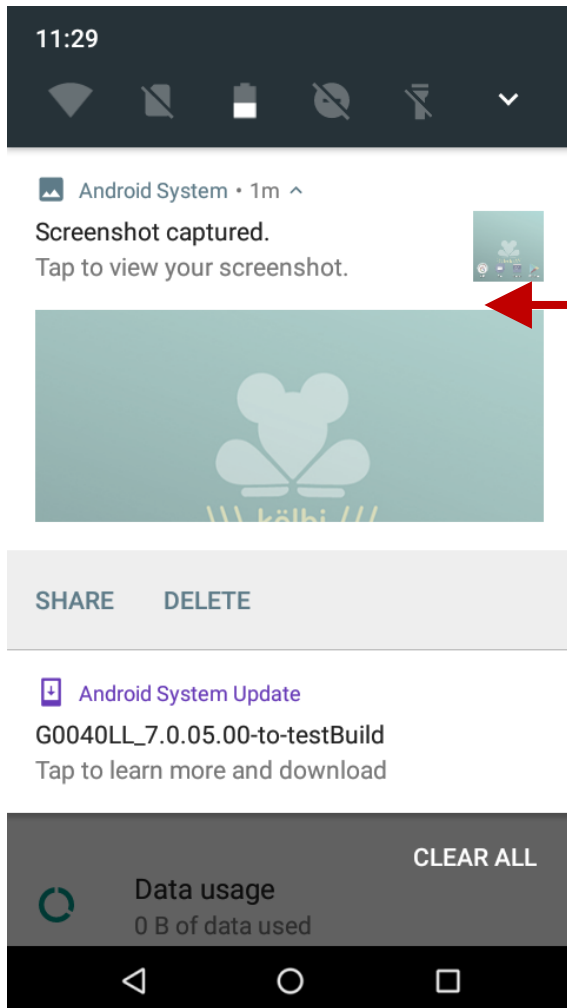 11:29
Android System • 1m
Screenshot captured.
Tap to view your screenshot.
\\\ kölbi ///
SHARE DELETE
Android System Update
G0040LL_7.0.05.00-to-testBuild
Tap to learn more and download
CLEAR ALL
Data usage
0 B of data used